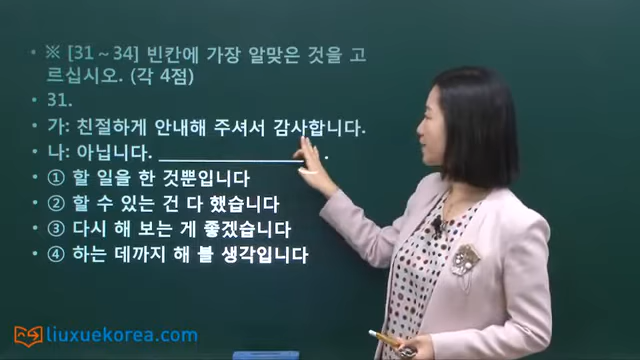 ※ [31～34] 빈칸에 가장 알맞은 것을 고
르십시오. (각 4점)
31.
가: 친절하게 안내해 주셔서 감사합니다.
나: 아닙니다. ____________________.
① 할 일을 한 것뿐입니다
② 할 수 있는 건 다 했습니다
③ 다시 해 보는 게 좋겠습니다
④ 하는 데까지 해 볼 생각입니다
liuxuekorea.com